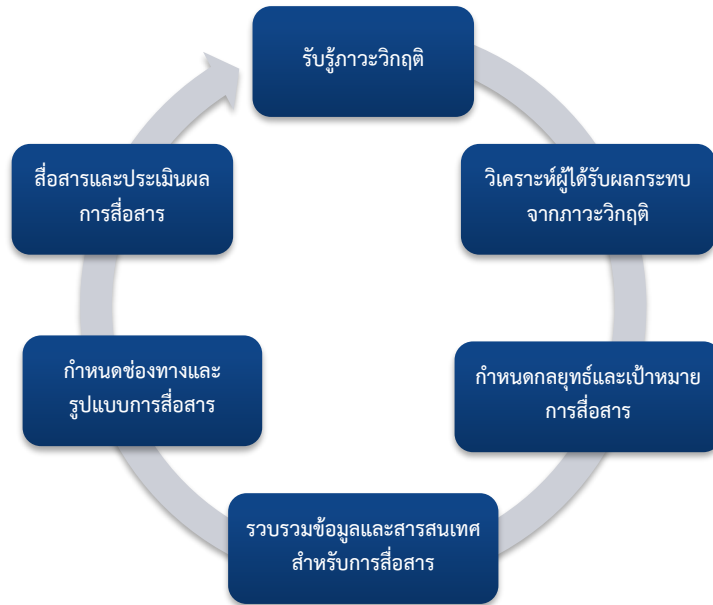 รับรู้ภาวะวิกฤติ
วิเคราะห์ผู้ได้รับผลกระทบ
จากภาวะวิกฤติ
กำหนดกลยุทธ์และเป้าหมาย
การสื่อสาร
รวบรวมข้อมูลและสารสนเทศ
สำหรับการสื่อสาร
กำหนดช่องทางและ
รูปแบบการสื่อสาร
สื่อสารและประเมินผล
การสื่อสาร